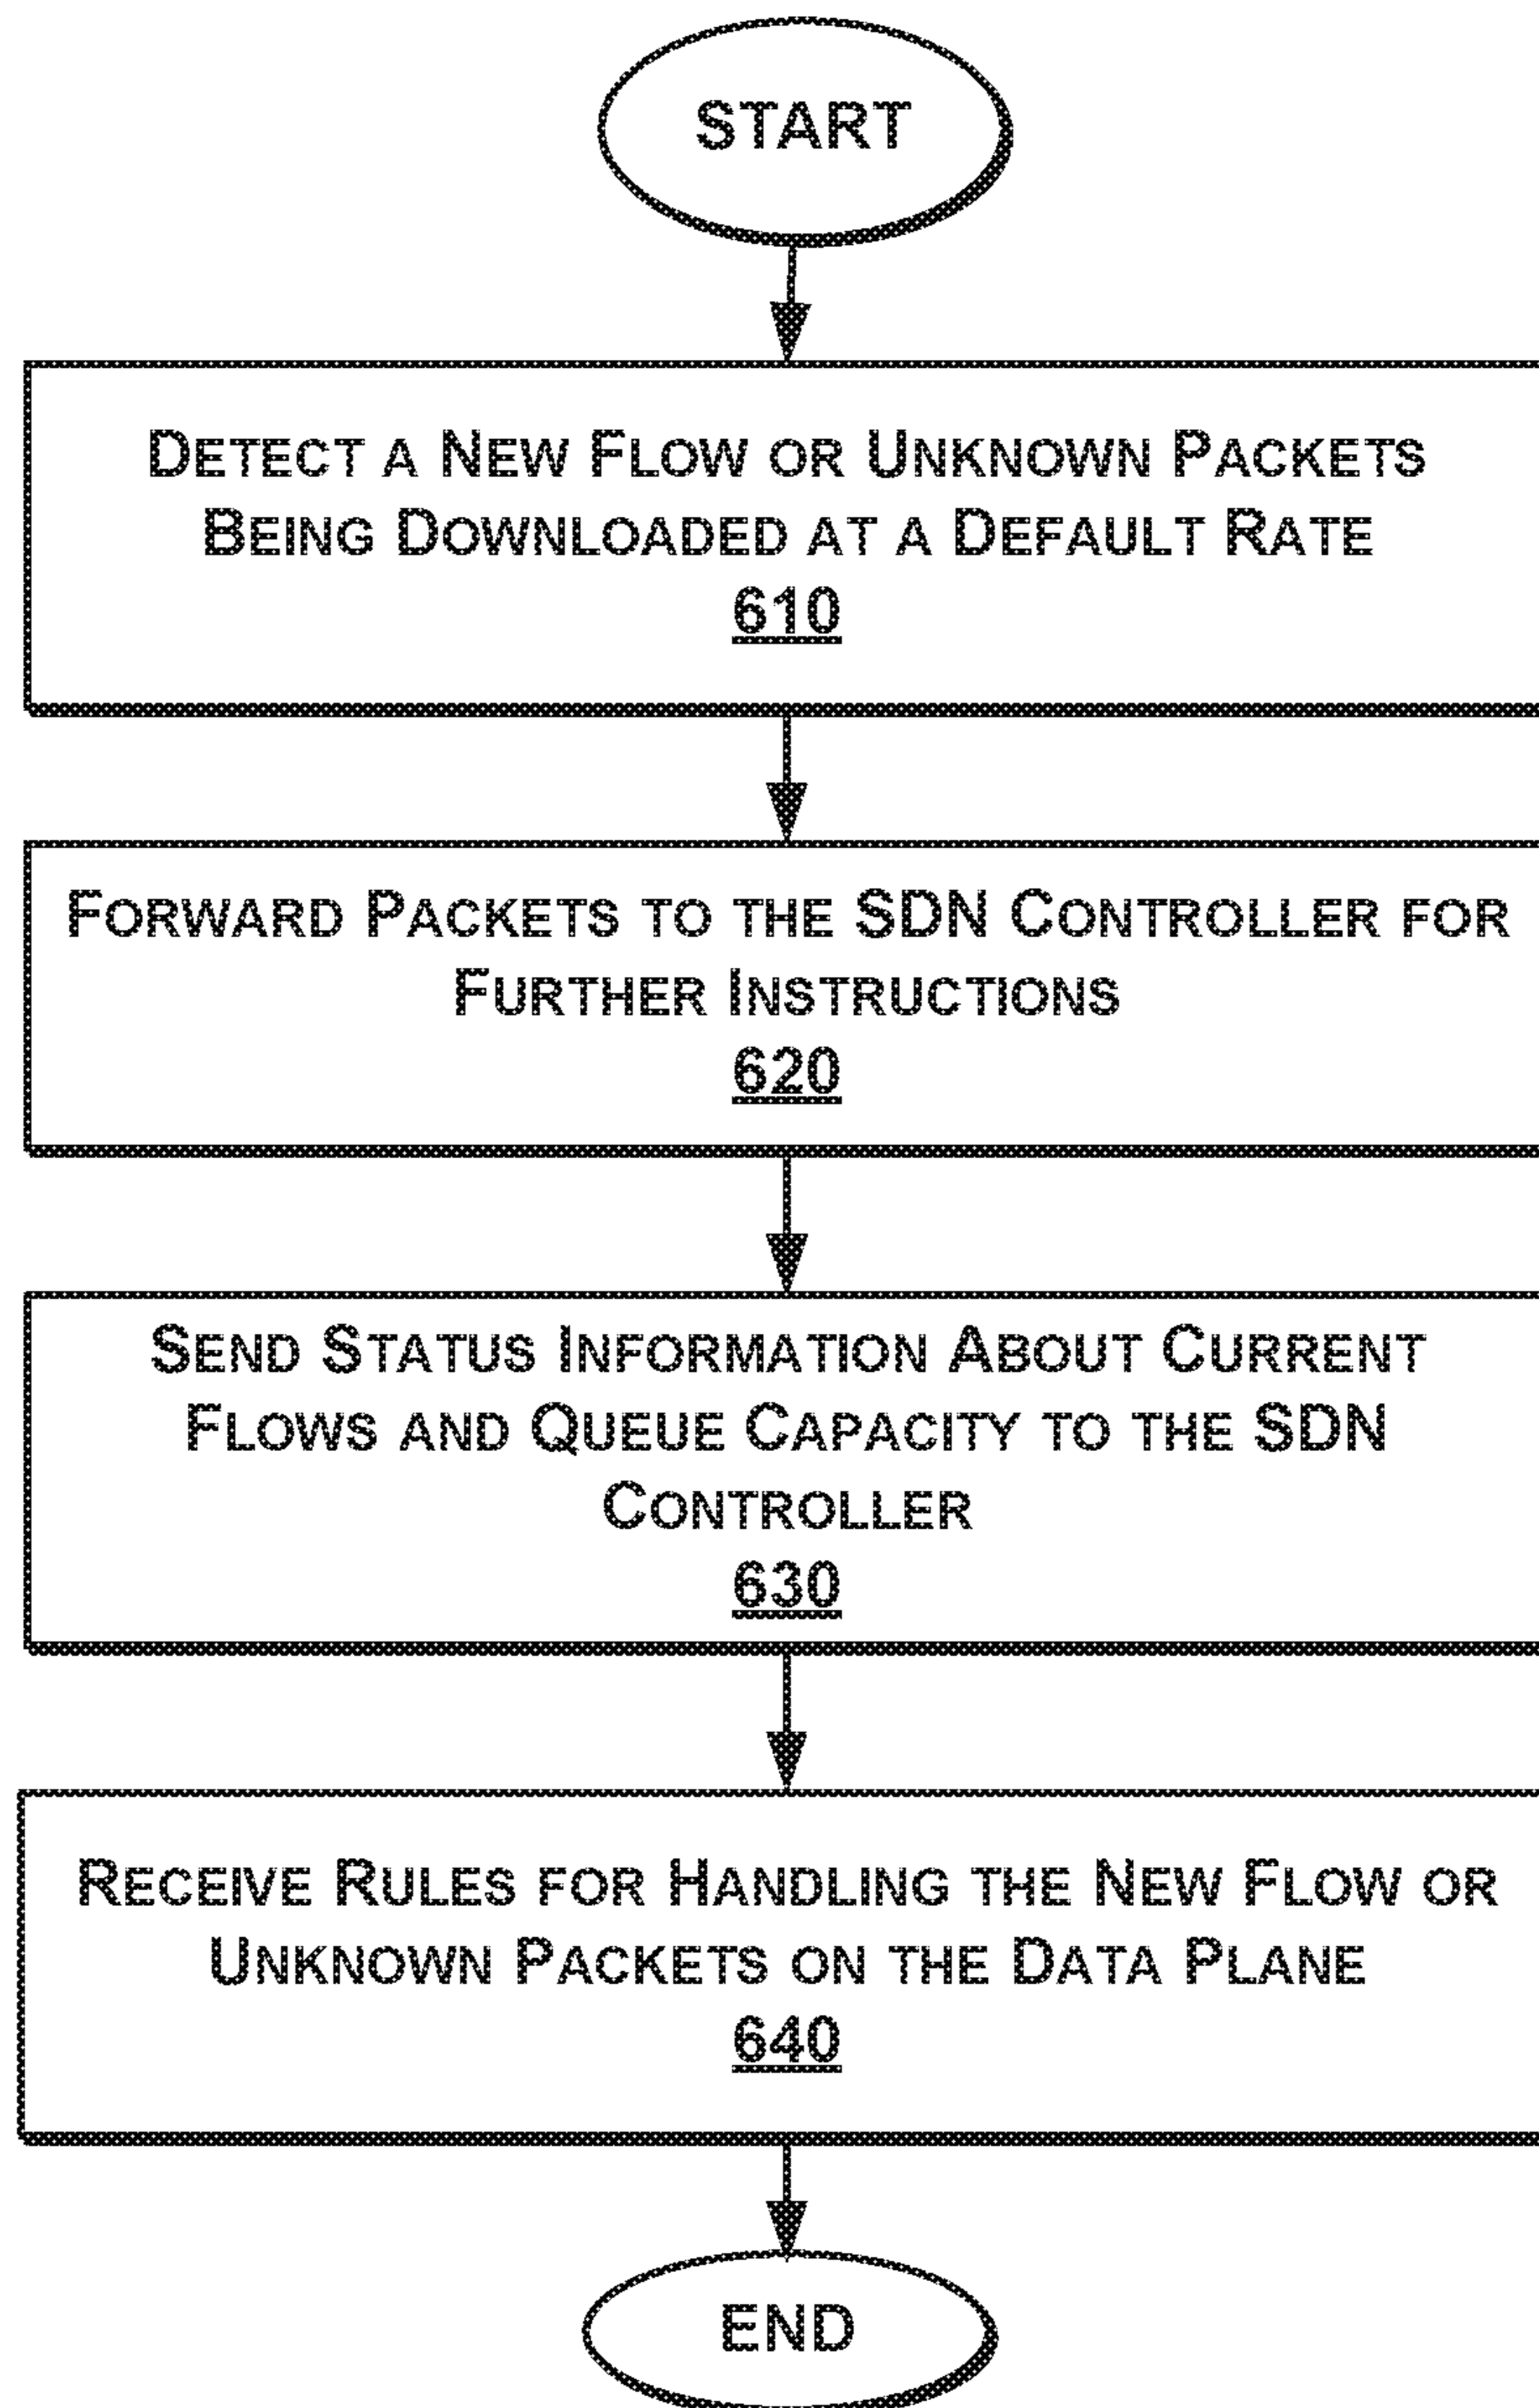 START
DETECT A NEW FLOW OR UNKNOWN PACKETS
BEING DOWNLOADED AT A DEFAULT RATE
610
FORWARD PACKETS TO THE SDN CONTROLLER FOR
FURTHER INSTRUCTIONS
620
SEND STATUS INFORMATION ABOUT CURRENT
FLOWS AND QUEUE CAPACITY TO THE SDN
CONTROLLER
630
RECEIVE RULES FOR HANDLING THE NEW FLOW OR
UNKNOWN PACKETS ON THE DATA PLANE
640
END